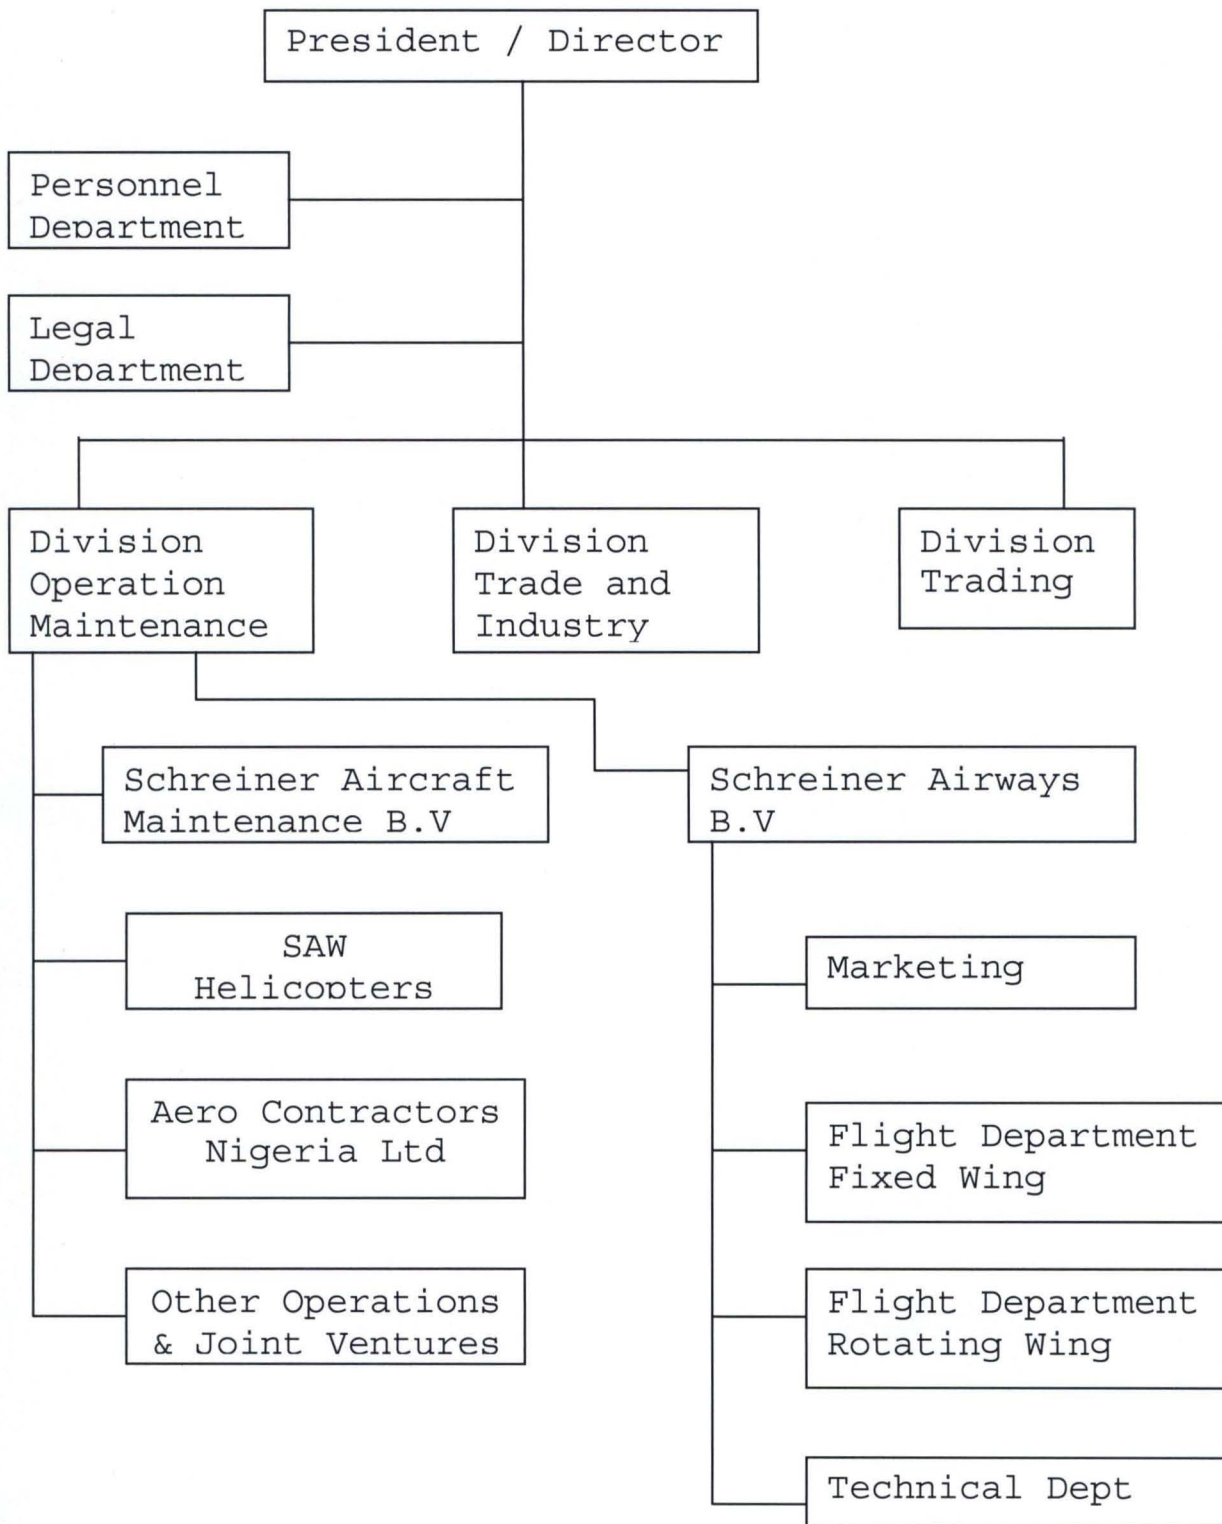 President / Director
Personnel
Department
Legal
Department
Division
Operation
Maintenance
Division
Trade and
Industry
Division
Trading
Schreiner Aircraft
Maintenance B.V
Schreiner Airways
B.V
SAW
Helicopters
Marketing
Aero Contractors
Nigeria Ltd
Flight Department
Fixed Wing
Other Operations
& Joint Ventures
Flight Department
Rotating Wing
Technical Dept